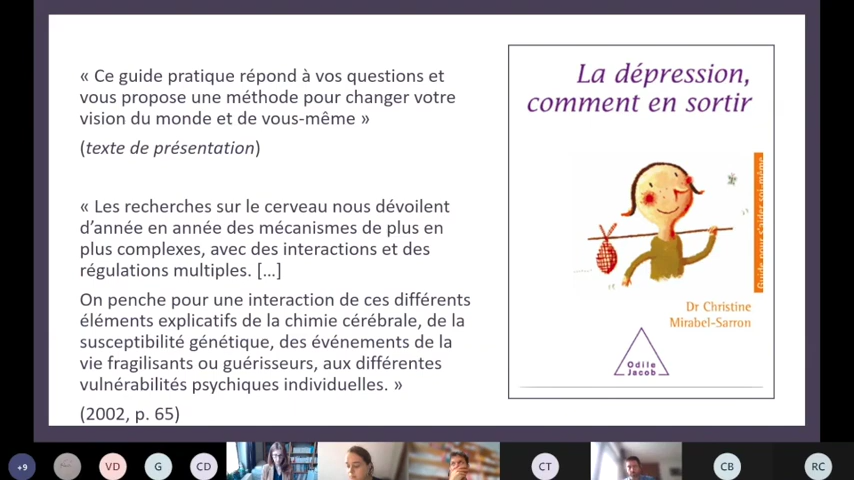 « Ce guide pratique répond à vos questions et
vous propose une méthode pour changer votre
vision du monde et de vous-même »
(texte de présentation)
« Les recherches sur le cerveau nous dévoilent
d’année en année des mécanismes de plus en
plus complexes, avec des interactions et des
régulations multiples. […]
On penche pour une interaction de ces différents
éléments explicatifs de la chimie cérébrale, de la
susceptibilité génétique, des événements de la
vie fragilisants ou guérisseurs, aux différentes
vulnérabilités psychiques individuelles. »
(2002, p. 65)
La dépression,
comment en sortir
Guide pour s'aider soi-même
Dr Christine
Mirabel-Sarron
Odile
Jacob
+9
VD
G
CD
CT
CB
RC